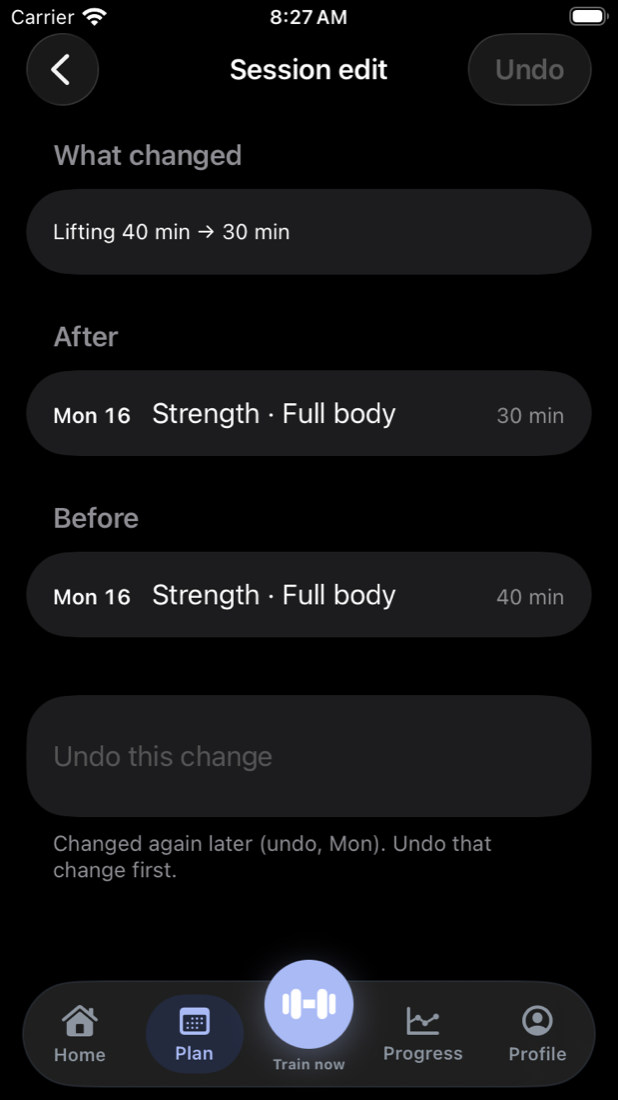 Carrier
8:27 AM
Session edit
Undo
What changed
Lifting 40 min → 30 min
After
Mon 16 Strength · Full body 30 min
Before
Mon 16 Strength · Full body 40 min
Undo this change
Changed again later (undo, Mon). Undo that
change first.
Home
Plan
Train now
Progress
Profile